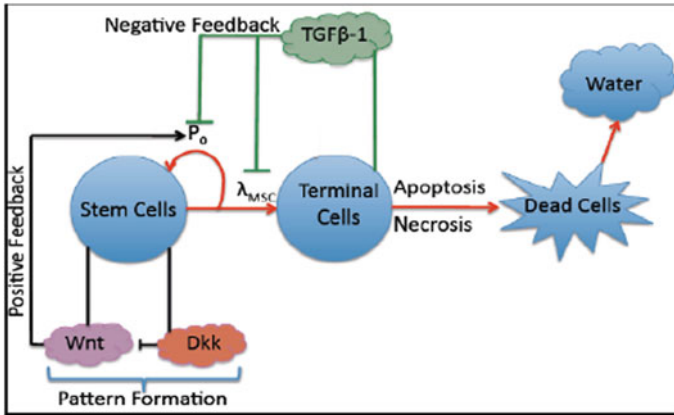 Negative Feedback
TGFβ-1
Water
P₀
Positive Feedback
Stem Cells
λMSC
Terminal
Cells
Apoptosis
Necrosis
Dead Cells
Wnt
Dkk
Pattern Formation